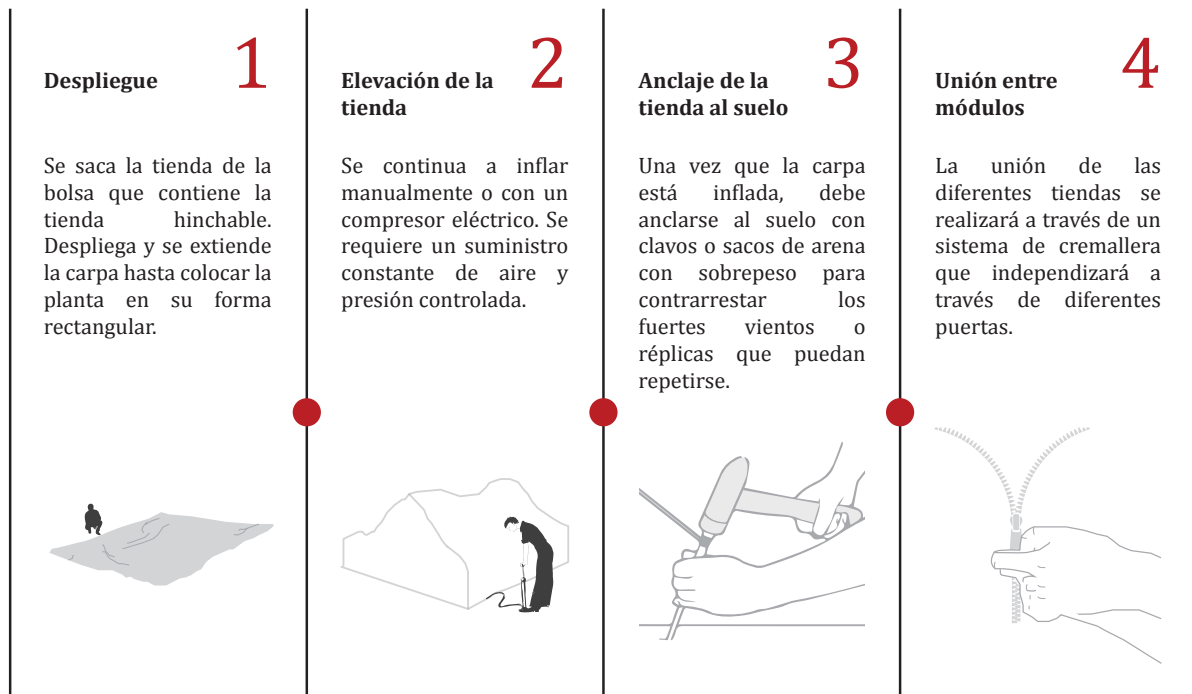 1
Despliegue
Se saca la tienda de la
bolsa que contiene la
tienda hinchable.
Despliega y se extiende
la carpa hasta colocar la
planta en su forma
rectangular.
2
Elevación de la
tienda
Se continua a inflar
manualmente o con un
compresor eléctrico. Se
requiere un suministro
constante de aire y
presión controlada.
3
Anclaje de la
tienda al suelo
Una vez que la carpa
está inflada, debe
anclarse al suelo con
clavos o sacos de arena
con sobrepeso para
contrarrestar los
fuertes vientos o
réplicas que puedan
repetirse.
4
Unión entre
módulos
La unión de las
diferentes tiendas se
realizará a través de un
sistema de cremallera
que independizará a
través de diferentes
puertas.